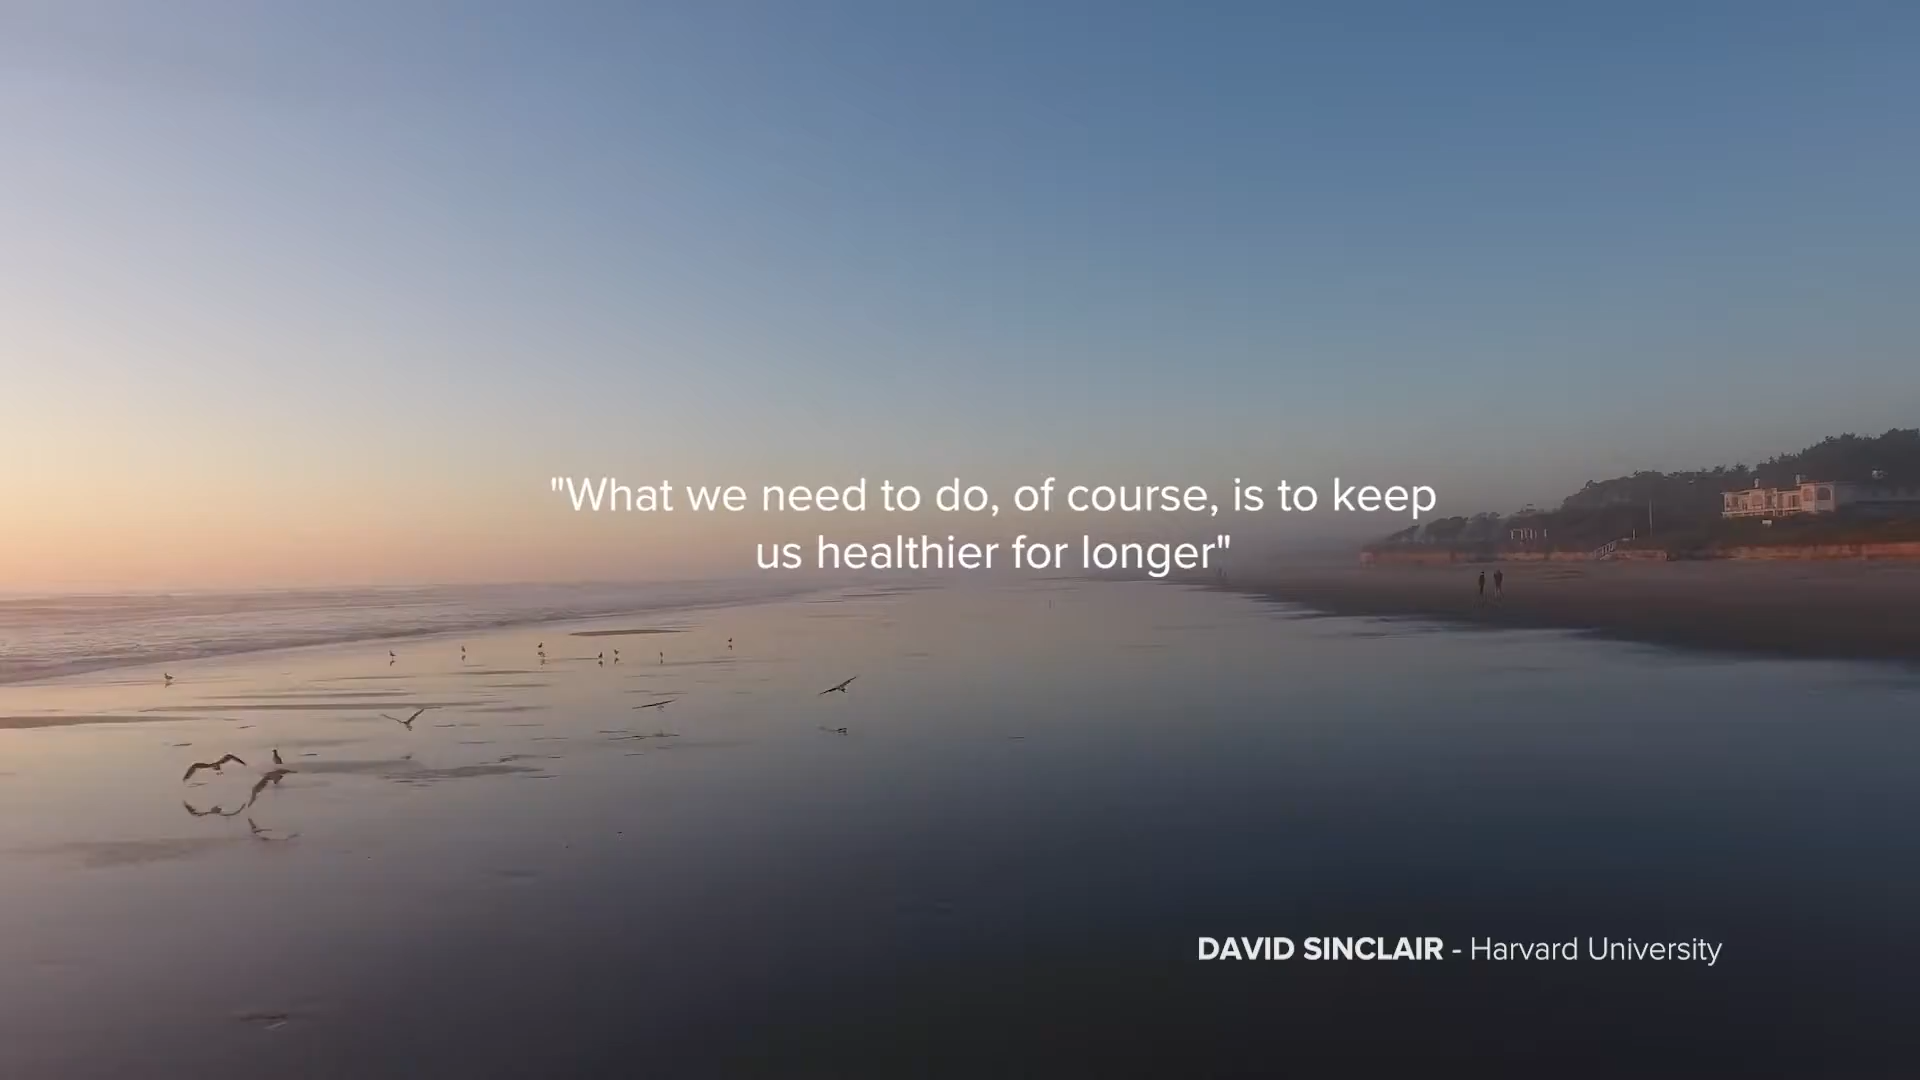 "What we need to do, of course, is to keep
us healthier for longer"
DAVID SINCLAIR - Harvard University